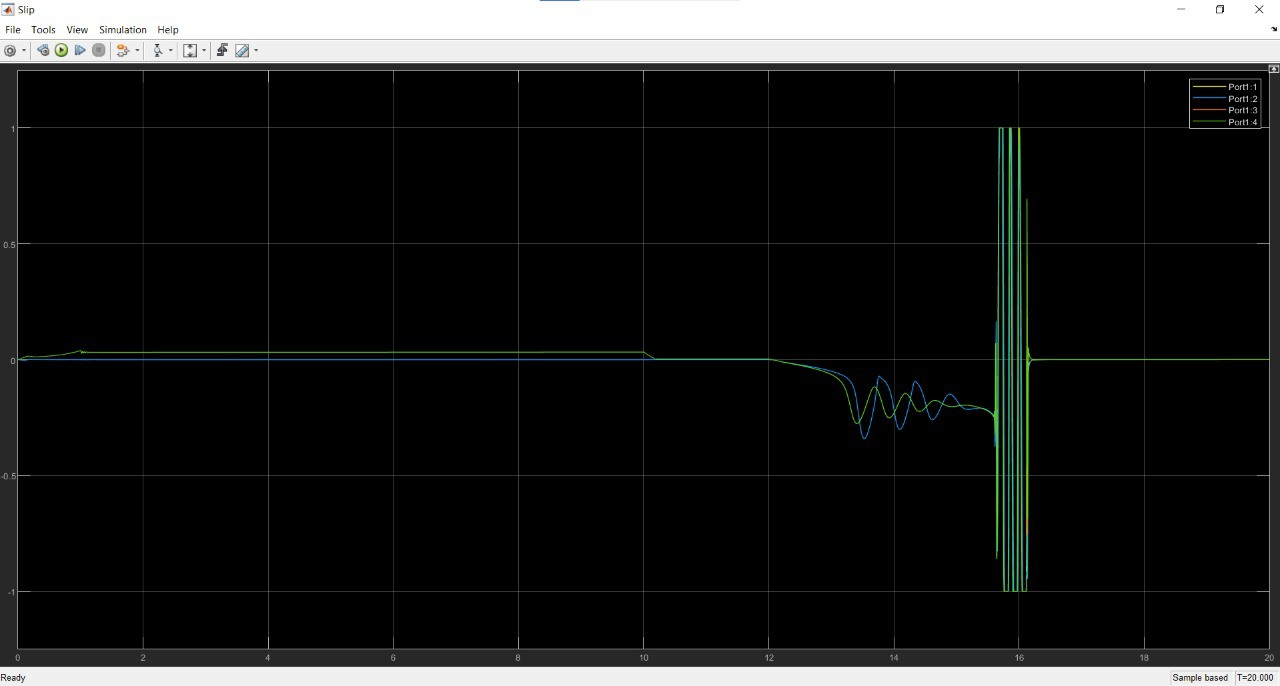 Slip
File Tools View Simulation Help
Port1:1
Port1:2
Port1:3
Port1:4
1
0.5
0
-0.5
-1
0 2 4 6 8 10 12 14 16 18 20
Ready Sample based T=20.000